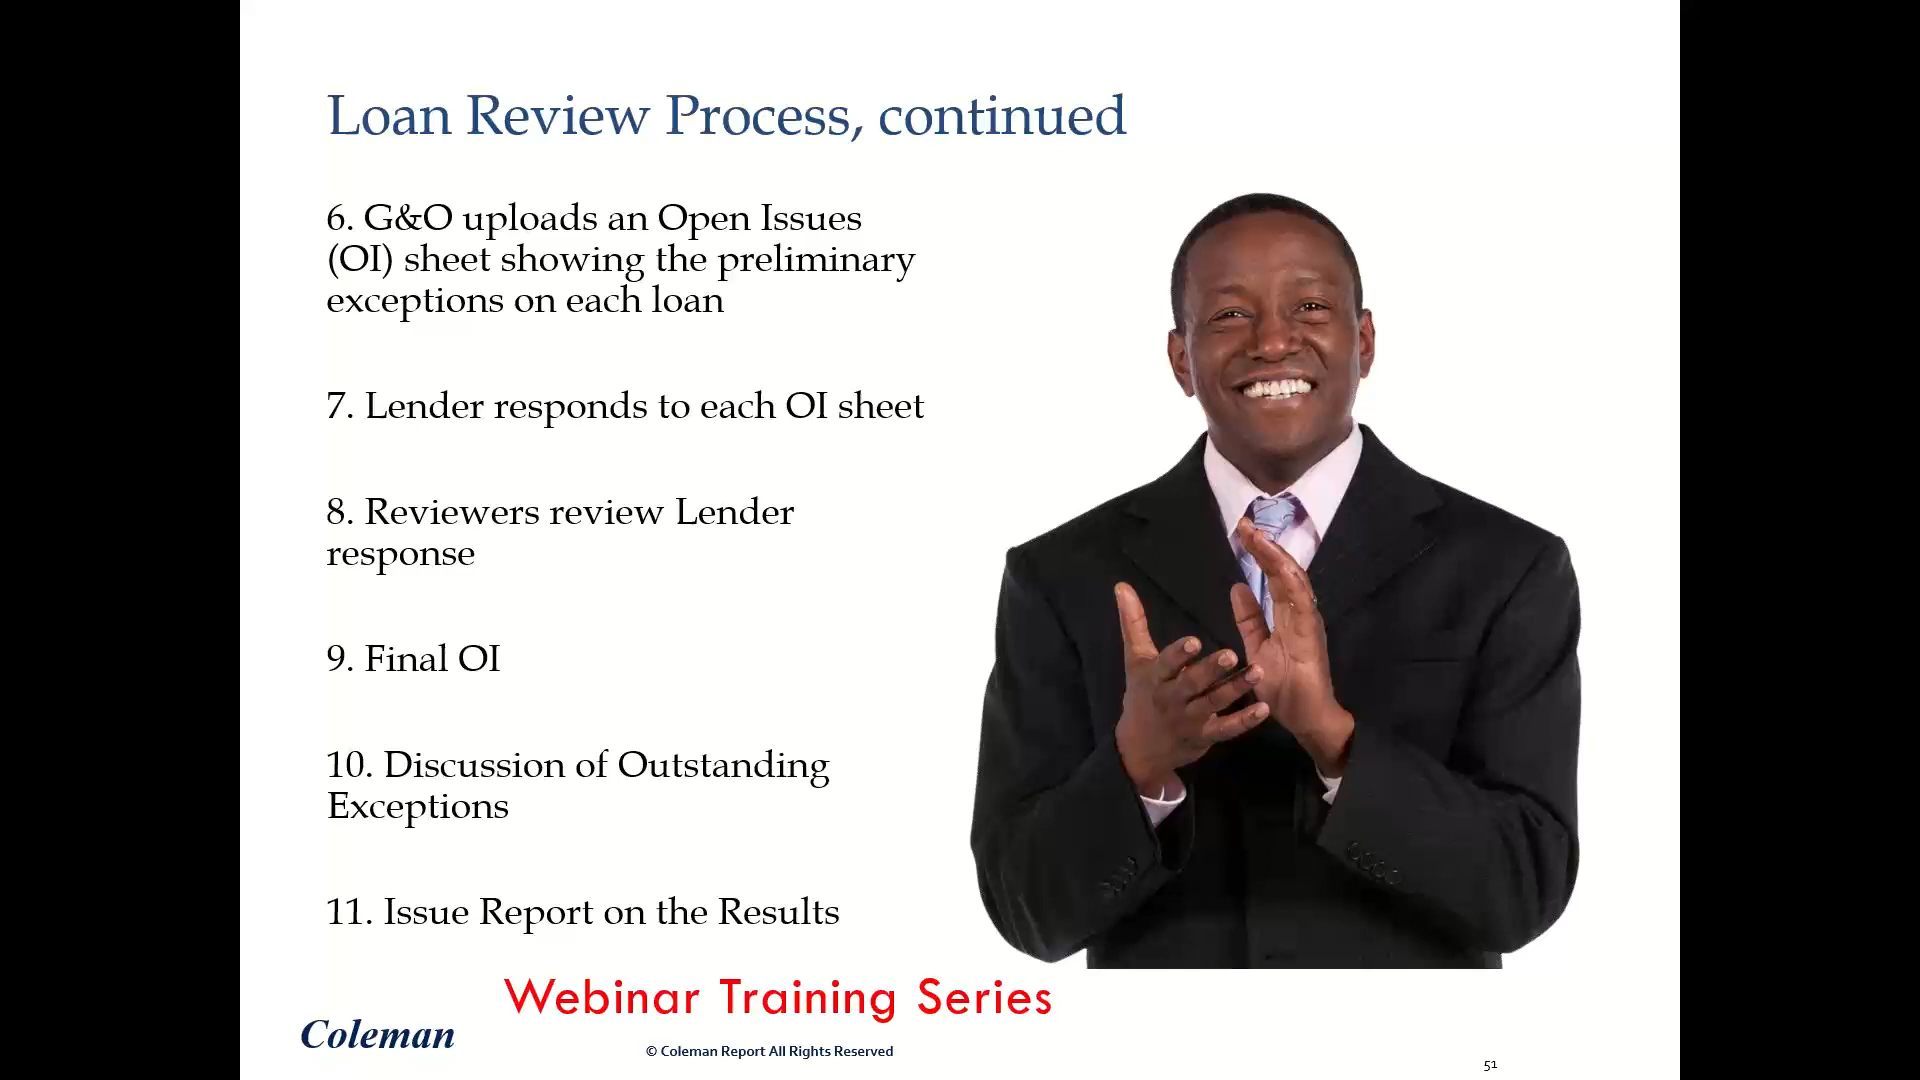 Loan Review Process, continued
6. G&O uploads an Open Issues
(OI) sheet showing the preliminary
exceptions on each loan
7. Lender responds to each OI sheet
8. Reviewers review Lender
response
9. Final OI
10. Discussion of Outstanding
Exceptions
11. Issue Report on the Results
Webinar Training Series
Coleman
© Coleman Report All Rights Reserved
51